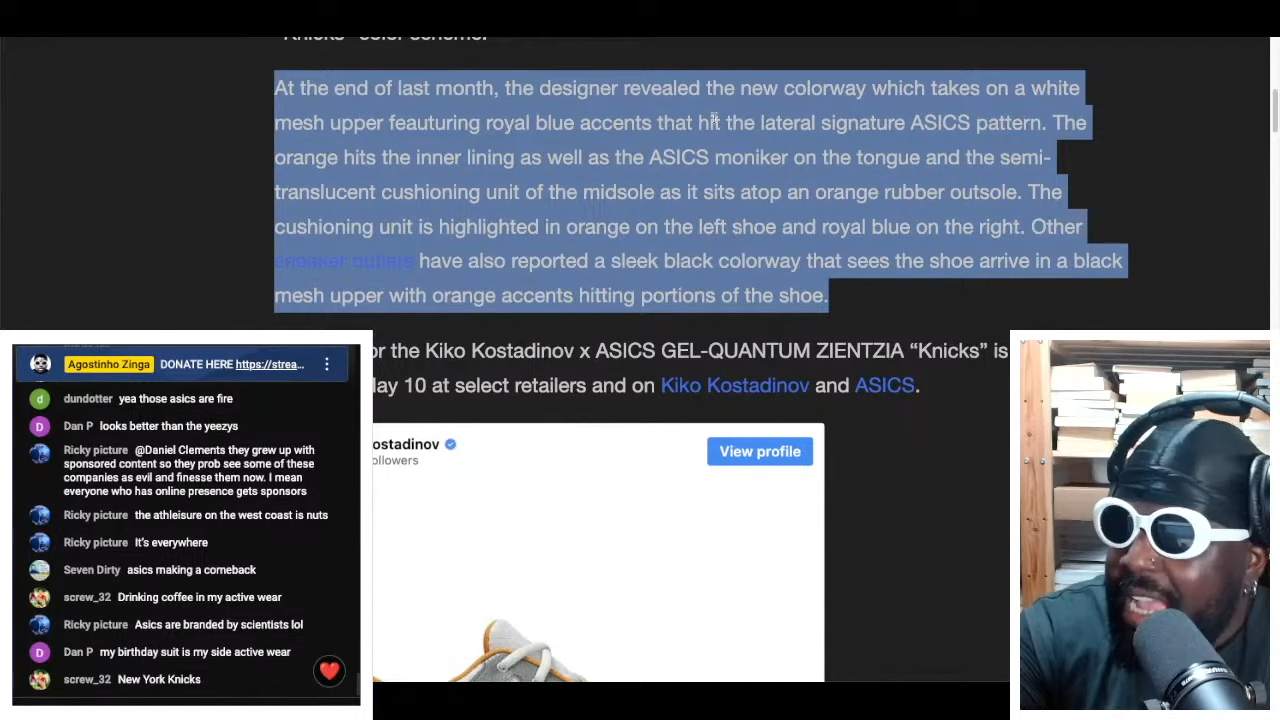 "Knicks" color scheme.
At the end of last month, the designer revealed the new colorway which takes on a white
mesh upper feauturing royal blue accents that hit the lateral signature ASICS pattern. The
orange hits the inner lining as well as the ASICS moniker on the tongue and the semi-
translucent cushioning unit of the midsole as it sits atop an orange rubber outsole. The
cushioning unit is highlighted in orange on the left shoe and royal blue on the right. Other
sneaker outlets have also reported a sleek black colorway that sees the shoe arrive in a black
mesh upper with orange accents hitting portions of the shoe.
or the Kiko Kostadinov x ASICS GEL-QUANTUM ZIENTZIA “Knicks” is
lay 10 at select retailers and on Kiko Kostadinov and ASICS.
ostadinov
ollowers
View profile
Agostinho Zinga DONATE HERE https://strea...
d dundotter yea those asics are fire
D Dan P looks better than the yeezys
Ricky picture @Daniel Clements they grew up with
sponsored content so they prob see some of these
companies as evil and finesse them now. I mean
everyone who has online presence gets sponsors
Ricky picture the athleisure on the west coast is nuts
Ricky picture It’s everywhere
Seven Dirty asics making a comeback
screw_32 Drinking coffee in my active wear
Ricky picture Asics are branded by scientists lol
D Dan P my birthday suit is my side active wear
screw_32 New York Knicks